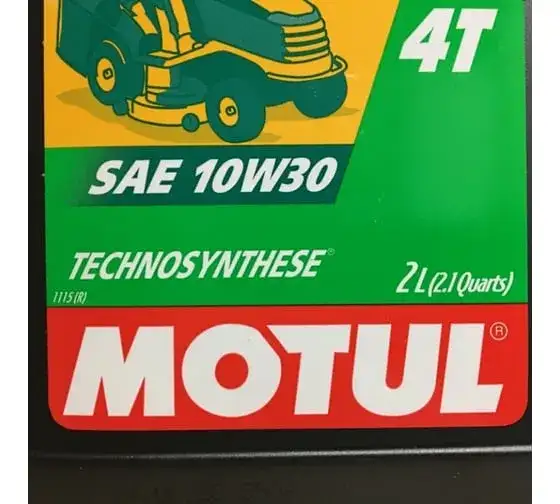 4T
SAE 10W30
TECHNOSYNTHESE®
2L (2.1 Quarts)
1115 (R)
MOTUL®